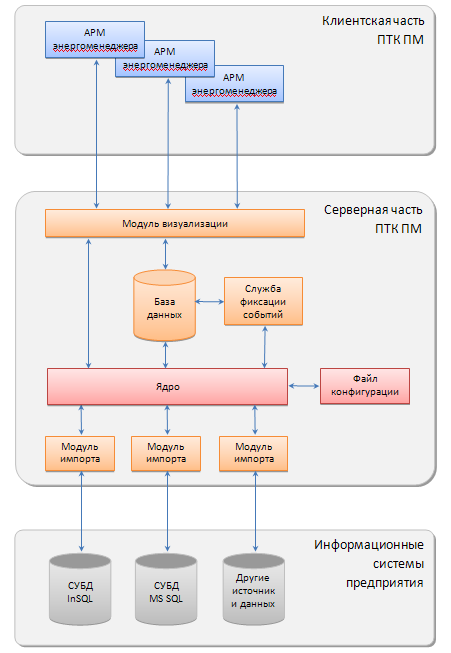 Клиентская часть
ПТК ПМ
АРМ
энергоменеджера
АРМ
энергоменеджера
АРМ
энергоменеджера
Серверная часть
ПТК ПМ
Модуль визуализации
База
данных
Служба
фиксации
событий
Ядро
Файл
конфигурации
Модуль
импорта
Модуль
импорта
Модуль
импорта
Информационные
системы
предприятия
СУБД
InSQL
СУБД
MS SQL
Другие
источник
и данных